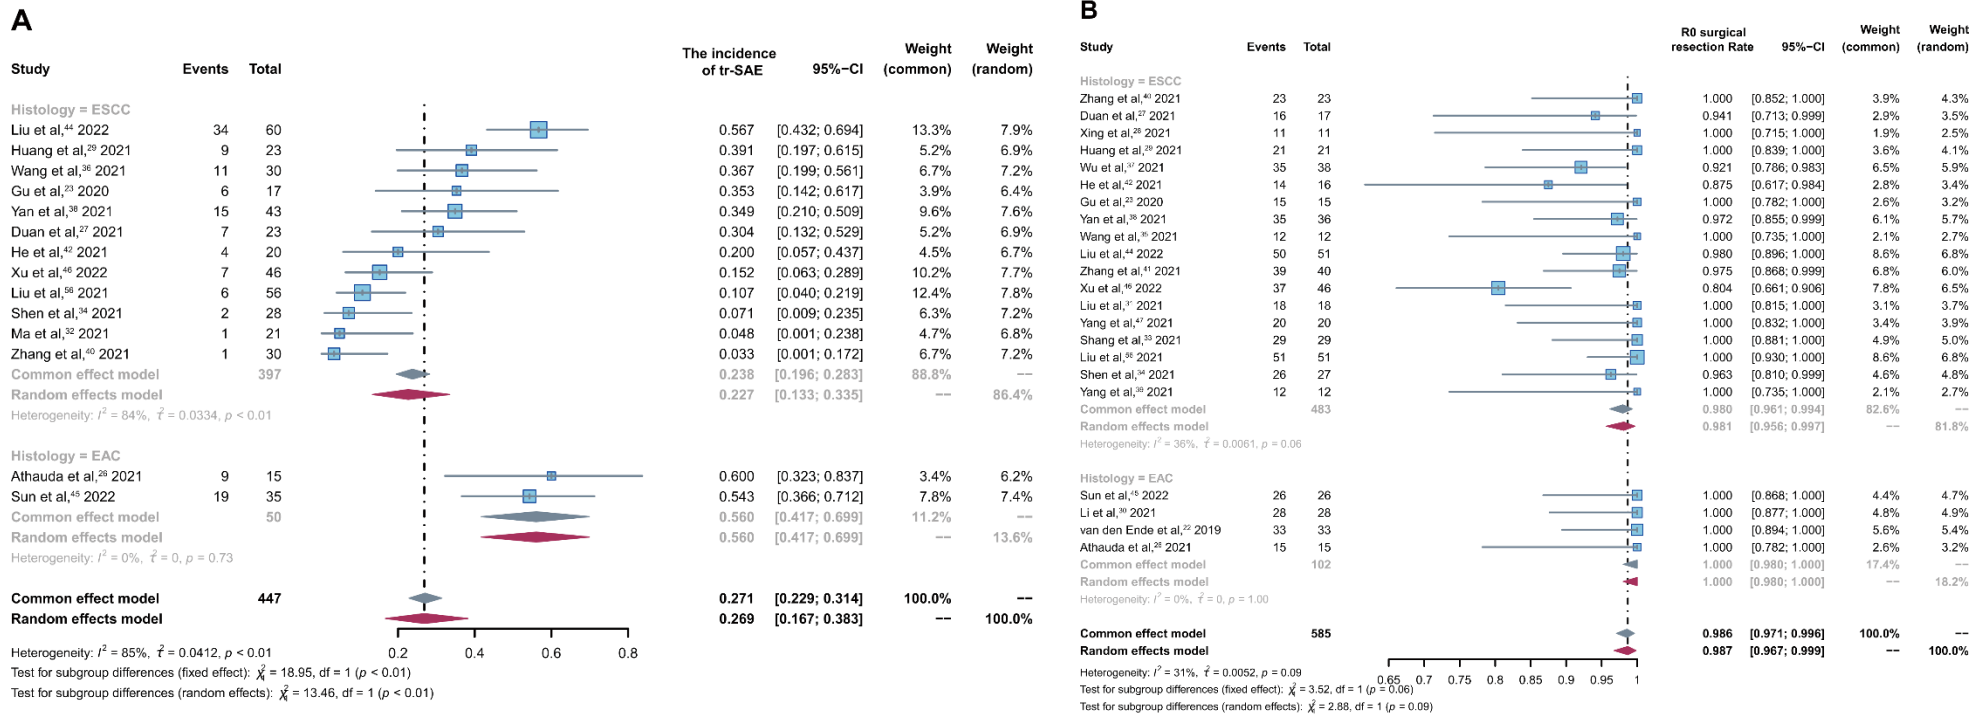 A
The incidence of tr-SAE
Weight (common)
Weight (random)
Study Events Total 95%−CI
Histology = ESCC
Liu et al,44 2022 34 60 0.567 [0.432; 0.694] 13.3% 7.9%
Huang et al,29 2021 9 23 0.391 [0.197; 0.615] 5.2% 6.9%
Wang et al,36 2021 11 30 0.367 [0.199; 0.561] 6.7% 7.2%
Gu et al,23 2020 6 17 0.353 [0.142; 0.617] 3.9% 6.4%
Yan et al,38 2021 15 43 0.349 [0.210; 0.509] 9.6% 7.6%
Duan et al,27 2021 7 23 0.304 [0.132; 0.529] 5.2% 6.9%
He et al,42 2021 4 20 0.200 [0.057; 0.437] 4.5% 6.7%
Xu et al,46 2022 7 46 0.152 [0.063; 0.289] 10.2% 7.7%
Liu et al,56 2021 6 56 0.107 [0.040; 0.219] 12.4% 7.8%
Shen et al,34 2021 2 28 0.071 [0.009; 0.235] 6.3% 7.2%
Ma et al,32 2021 1 21 0.048 [0.001; 0.238] 4.7% 6.8%
Zhang et al,40 2021 1 30 0.033 [0.001; 0.172] 6.7% 7.2%
Common effect model 397 0.238 [0.196; 0.283] 88.8% −−
Random effects model 0.227 [0.133; 0.335] −− 86.4%
Heterogeneity: I² = 84%, τ² = 0.0334, p < 0.01
Histology = EAC
Athauda et al,26 2021 9 15 0.600 [0.323; 0.837] 3.4% 6.2%
Sun et al,45 2022 19 35 0.543 [0.366; 0.712] 7.8% 7.4%
Common effect model 50 0.560 [0.417; 0.699] 11.2% −−
Random effects model 0.560 [0.417; 0.699] −− 13.6%
Heterogeneity: I² = 0%, τ² = 0, p = 0.73
Common effect model 447 0.271 [0.229; 0.314] 100.0% −−
Random effects model 0.269 [0.167; 0.383] −− 100.0%
0.2 0.4 0.6 0.8
Heterogeneity: I² = 85%, τ² = 0.0412, p < 0.01
Test for subgroup differences (fixed effect): χ²₁ = 18.95, df = 1 (p < 0.01)
Test for subgroup differences (random effects): χ²₁ = 13.46, df = 1 (p < 0.01)
B
R0 surgical resection Rate
Weight (common)
Weight (random)
Study Events Total 95%−CI
Histology = ESCC
Zhang et al,40 2021 23 23 1.000 [0.852; 1.000] 3.9% 4.3%
Duan et al,27 2021 16 17 0.941 [0.713; 0.999] 2.9% 3.5%
Xing et al,28 2021 11 11 1.000 [0.715; 1.000] 1.9% 2.5%
Huang et al,29 2021 21 21 1.000 [0.839; 1.000] 3.6% 4.1%
Wu et al,37 2021 35 38 0.921 [0.786; 0.983] 6.5% 5.9%
He et al,42 2021 14 16 0.875 [0.617; 0.984] 2.8% 3.4%
Gu et al,23 2020 15 15 1.000 [0.782; 1.000] 2.6% 3.2%
Yan et al,38 2021 35 36 0.972 [0.855; 0.999] 6.1% 5.7%
Wang et al,35 2021 12 12 1.000 [0.735; 1.000] 2.1% 2.7%
Liu et al,44 2022 50 51 0.980 [0.896; 1.000] 8.6% 6.8%
Zhang et al,41 2021 39 40 0.975 [0.868; 0.999] 6.8% 6.0%
Xu et al,46 2022 37 46 0.804 [0.661; 0.906] 7.8% 6.5%
Liu et al,31 2021 18 18 1.000 [0.815; 1.000] 3.1% 3.7%
Yang et al,47 2021 20 20 1.000 [0.832; 1.000] 3.4% 3.9%
Shang et al,33 2021 29 29 1.000 [0.881; 1.000] 4.9% 5.0%
Liu et al,56 2021 51 51 1.000 [0.930; 1.000] 8.6% 6.8%
Shen et al,34 2021 26 27 0.963 [0.810; 0.999] 4.6% 4.8%
Yang et al,39 2021 12 12 1.000 [0.735; 1.000] 2.1% 2.7%
Common effect model 483 0.980 [0.961; 0.994] 82.6% −−
Random effects model 0.981 [0.956; 0.997] −− 81.8%
Heterogeneity: I² = 36%, τ² = 0.0061, p = 0.06
Histology = EAC
Sun et al,45 2022 26 26 1.000 [0.868; 1.000] 4.4% 4.7%
Li et al,30 2021 28 28 1.000 [0.877; 1.000] 4.8% 4.9%
van den Ende et al,22 2019 33 33 1.000 [0.894; 1.000] 5.6% 5.4%
Athauda et al,26 2021 15 15 1.000 [0.782; 1.000] 2.6% 3.2%
Common effect model 102 1.000 [0.980; 1.000] 17.4% −−
Random effects model 1.000 [0.980; 1.000] −− 18.2%
Heterogeneity: I² = 0%, τ² = 0, p = 1.00
Common effect model 585 0.986 [0.971; 0.996] 100.0% −−
Random effects model 0.987 [0.967; 0.999] −− 100.0%
Heterogeneity: I² = 31%, τ² = 0.0052, p = 0.09
0.65 0.7 0.75 0.8 0.85 0.9 0.95 1
Test for subgroup differences (fixed effect): χ²₁ = 3.52, df = 1 (p = 0.06)
Test for subgroup differences (random effects): χ²₁ = 2.88, df = 1 (p = 0.09)